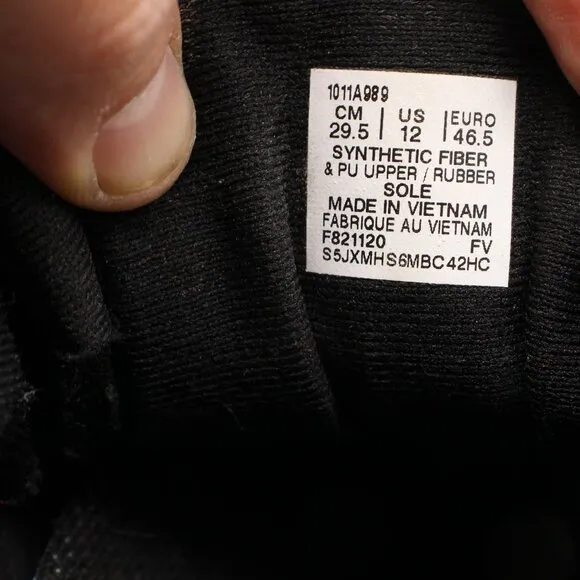 1011A989
CM | US | EURO
29.5 | 12 | 46.5
SYNTHETIC FIBER
& PU UPPER / RUBBER
SOLE
MADE IN VIETNAM
FABRIQUE AU VIETNAM
F821120 FV
S5JXMHS6MBC42HC